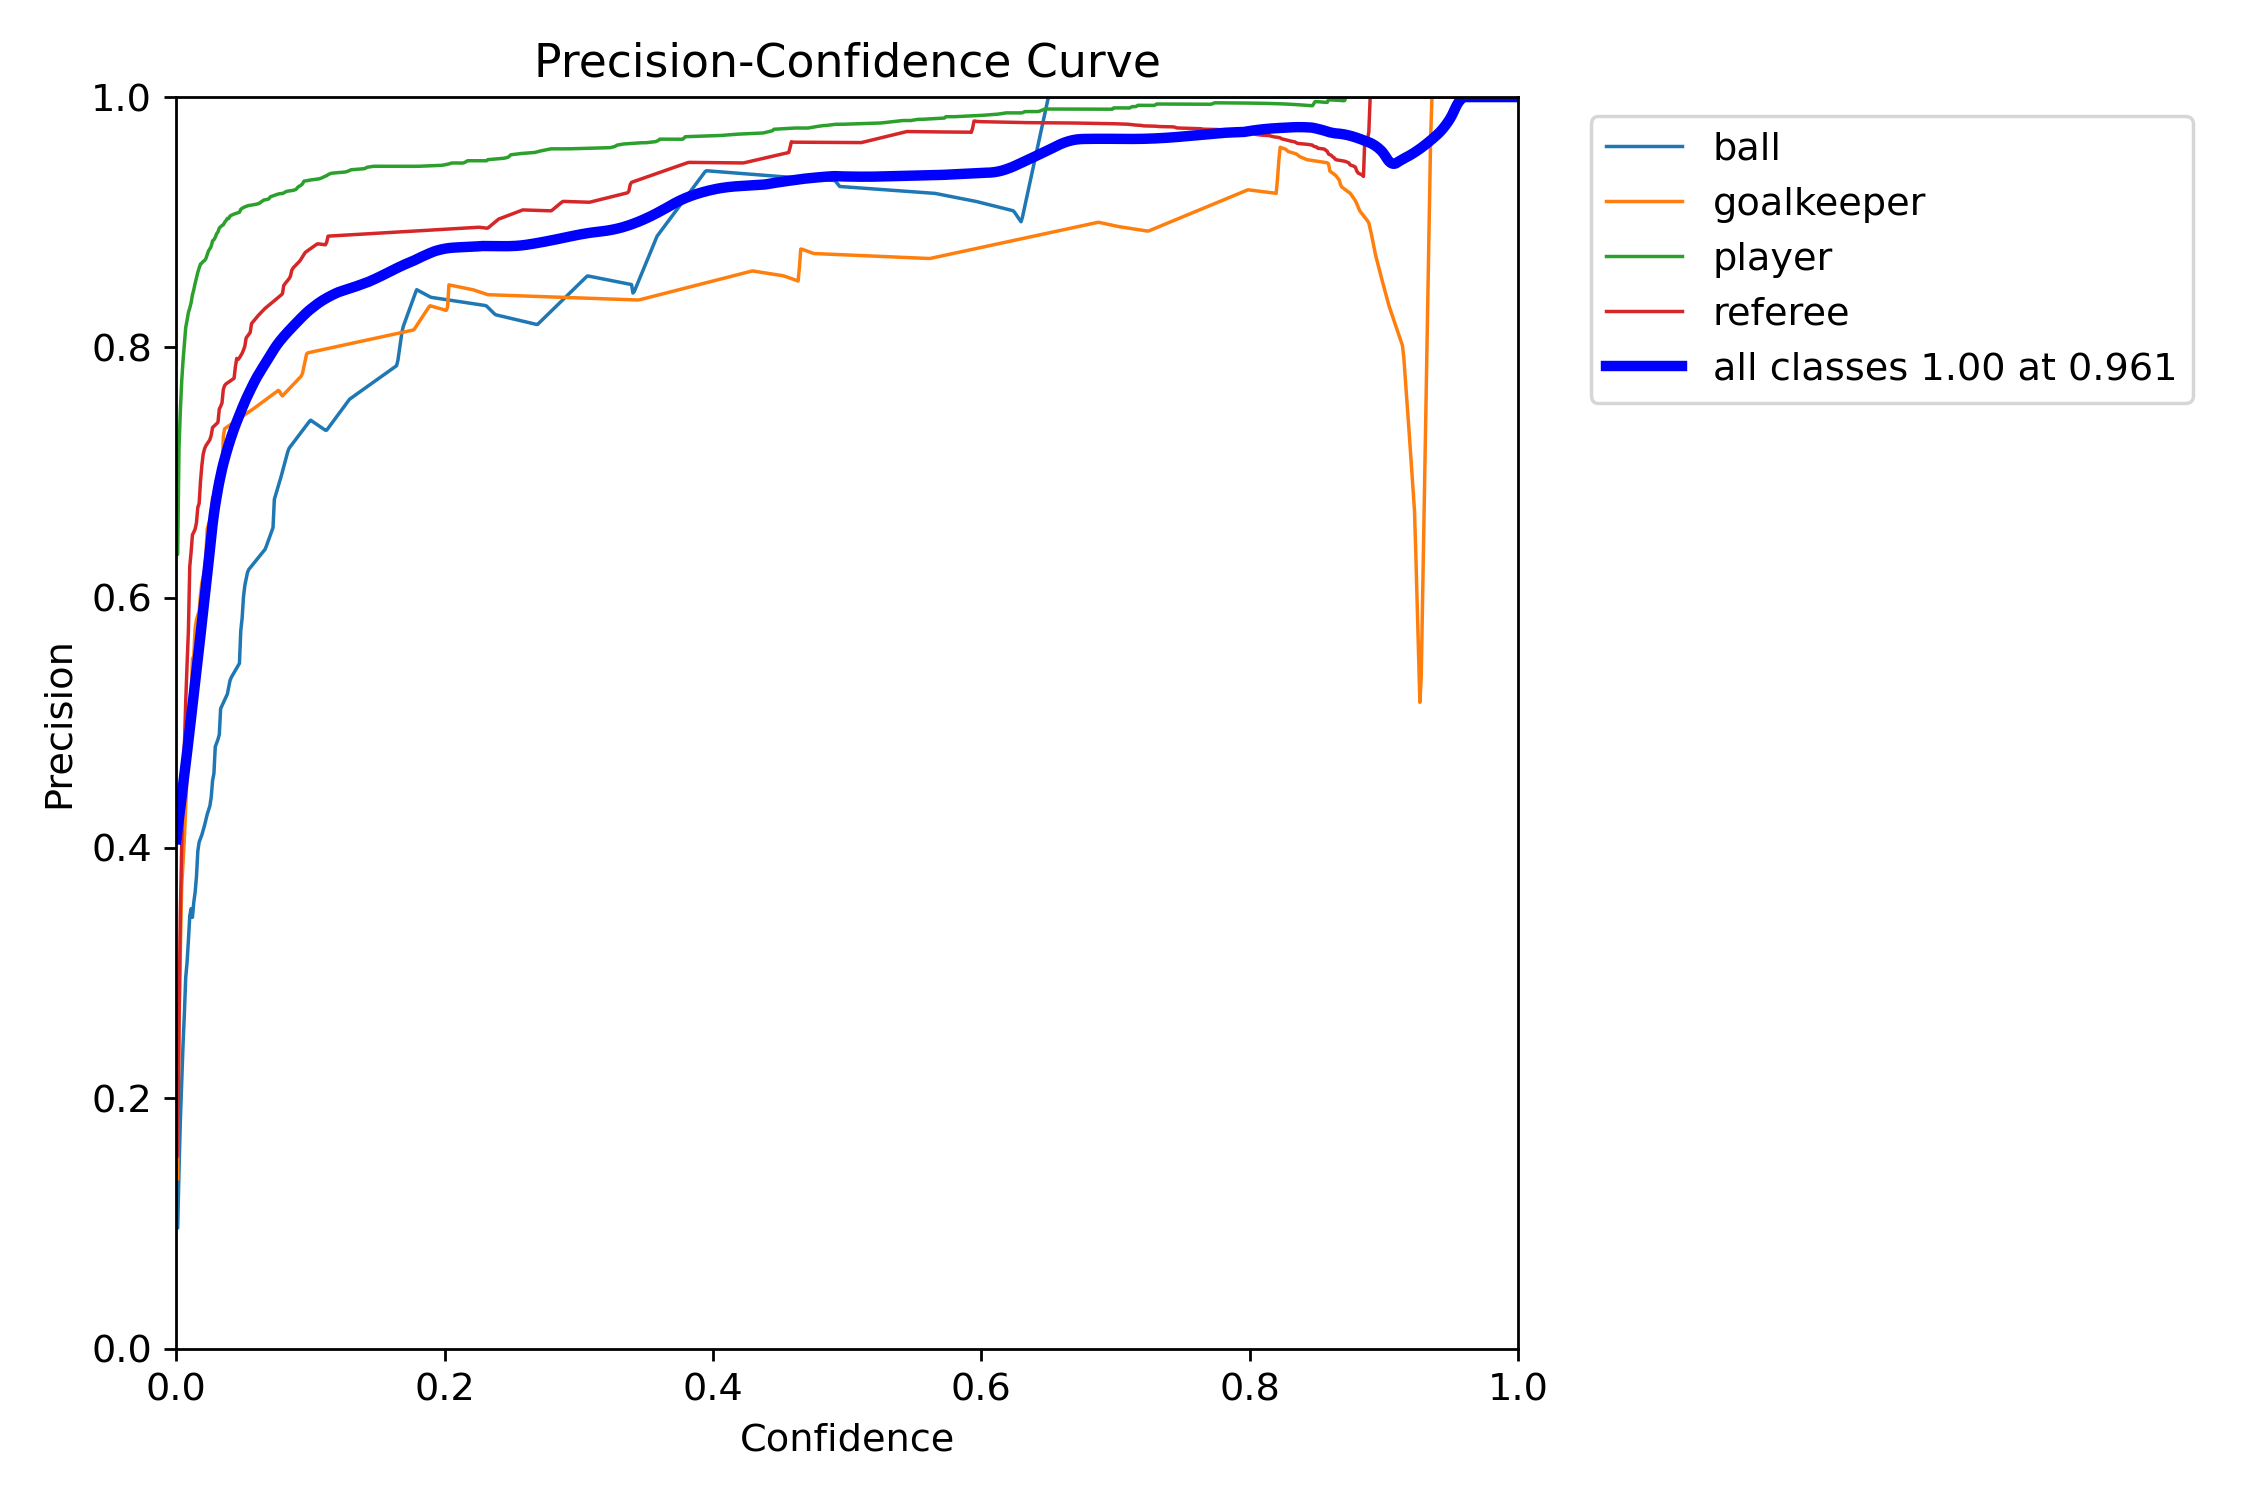 Precision-Confidence Curve
1.0
0.8
0.6
0.4
0.2
0.0
Precision
0.0 0.2 0.4 0.6 0.8 1.0
Confidence
ball
goalkeeper
player
referee
all classes 1.00 at 0.961